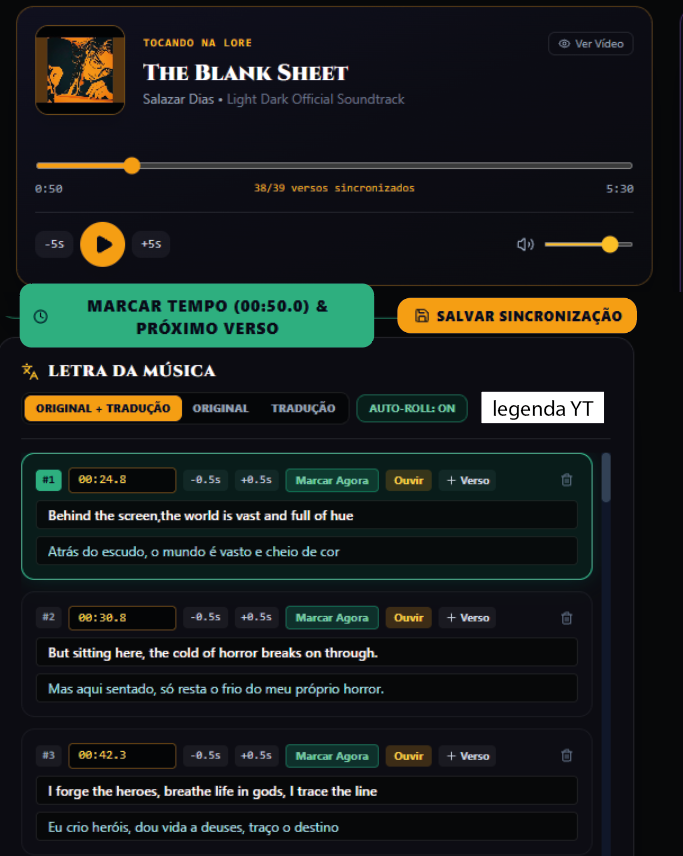 TOCANDO NA LORE
Ver Vídeo
The Blank Sheet
Salazar Dias • Light Dark Official Soundtrack
0:50
38/39 versos sincronizados
5:30
-5s
+5s
MARCAR TEMPO (00:50.0) &
PRÓXIMO VERSO
SALVAR SINCRONIZAÇÃO
LETRA DA MÚSICA
ORIGINAL + TRADUÇÃO
ORIGINAL
TRADUÇÃO
AUTO-ROLL: ON
legenda YT
#1 00:24.8 -0.5s +0.5s Marcar Agora Ouvir + Verso
Behind the screen,the world is vast and full of hue
Atrás do escudo, o mundo é vasto e cheio de cor
#2 00:30.8 -0.5s +0.5s Marcar Agora Ouvir + Verso
But sitting here, the cold of horror breaks on through.
Mas aqui sentado, só resta o frio do meu próprio horror.
#3 00:42.3 -0.5s +0.5s Marcar Agora Ouvir + Verso
I forge the heroes, breathe life in gods, I trace the line
Eu crio heróis, dou vida a deuses, traço o destino